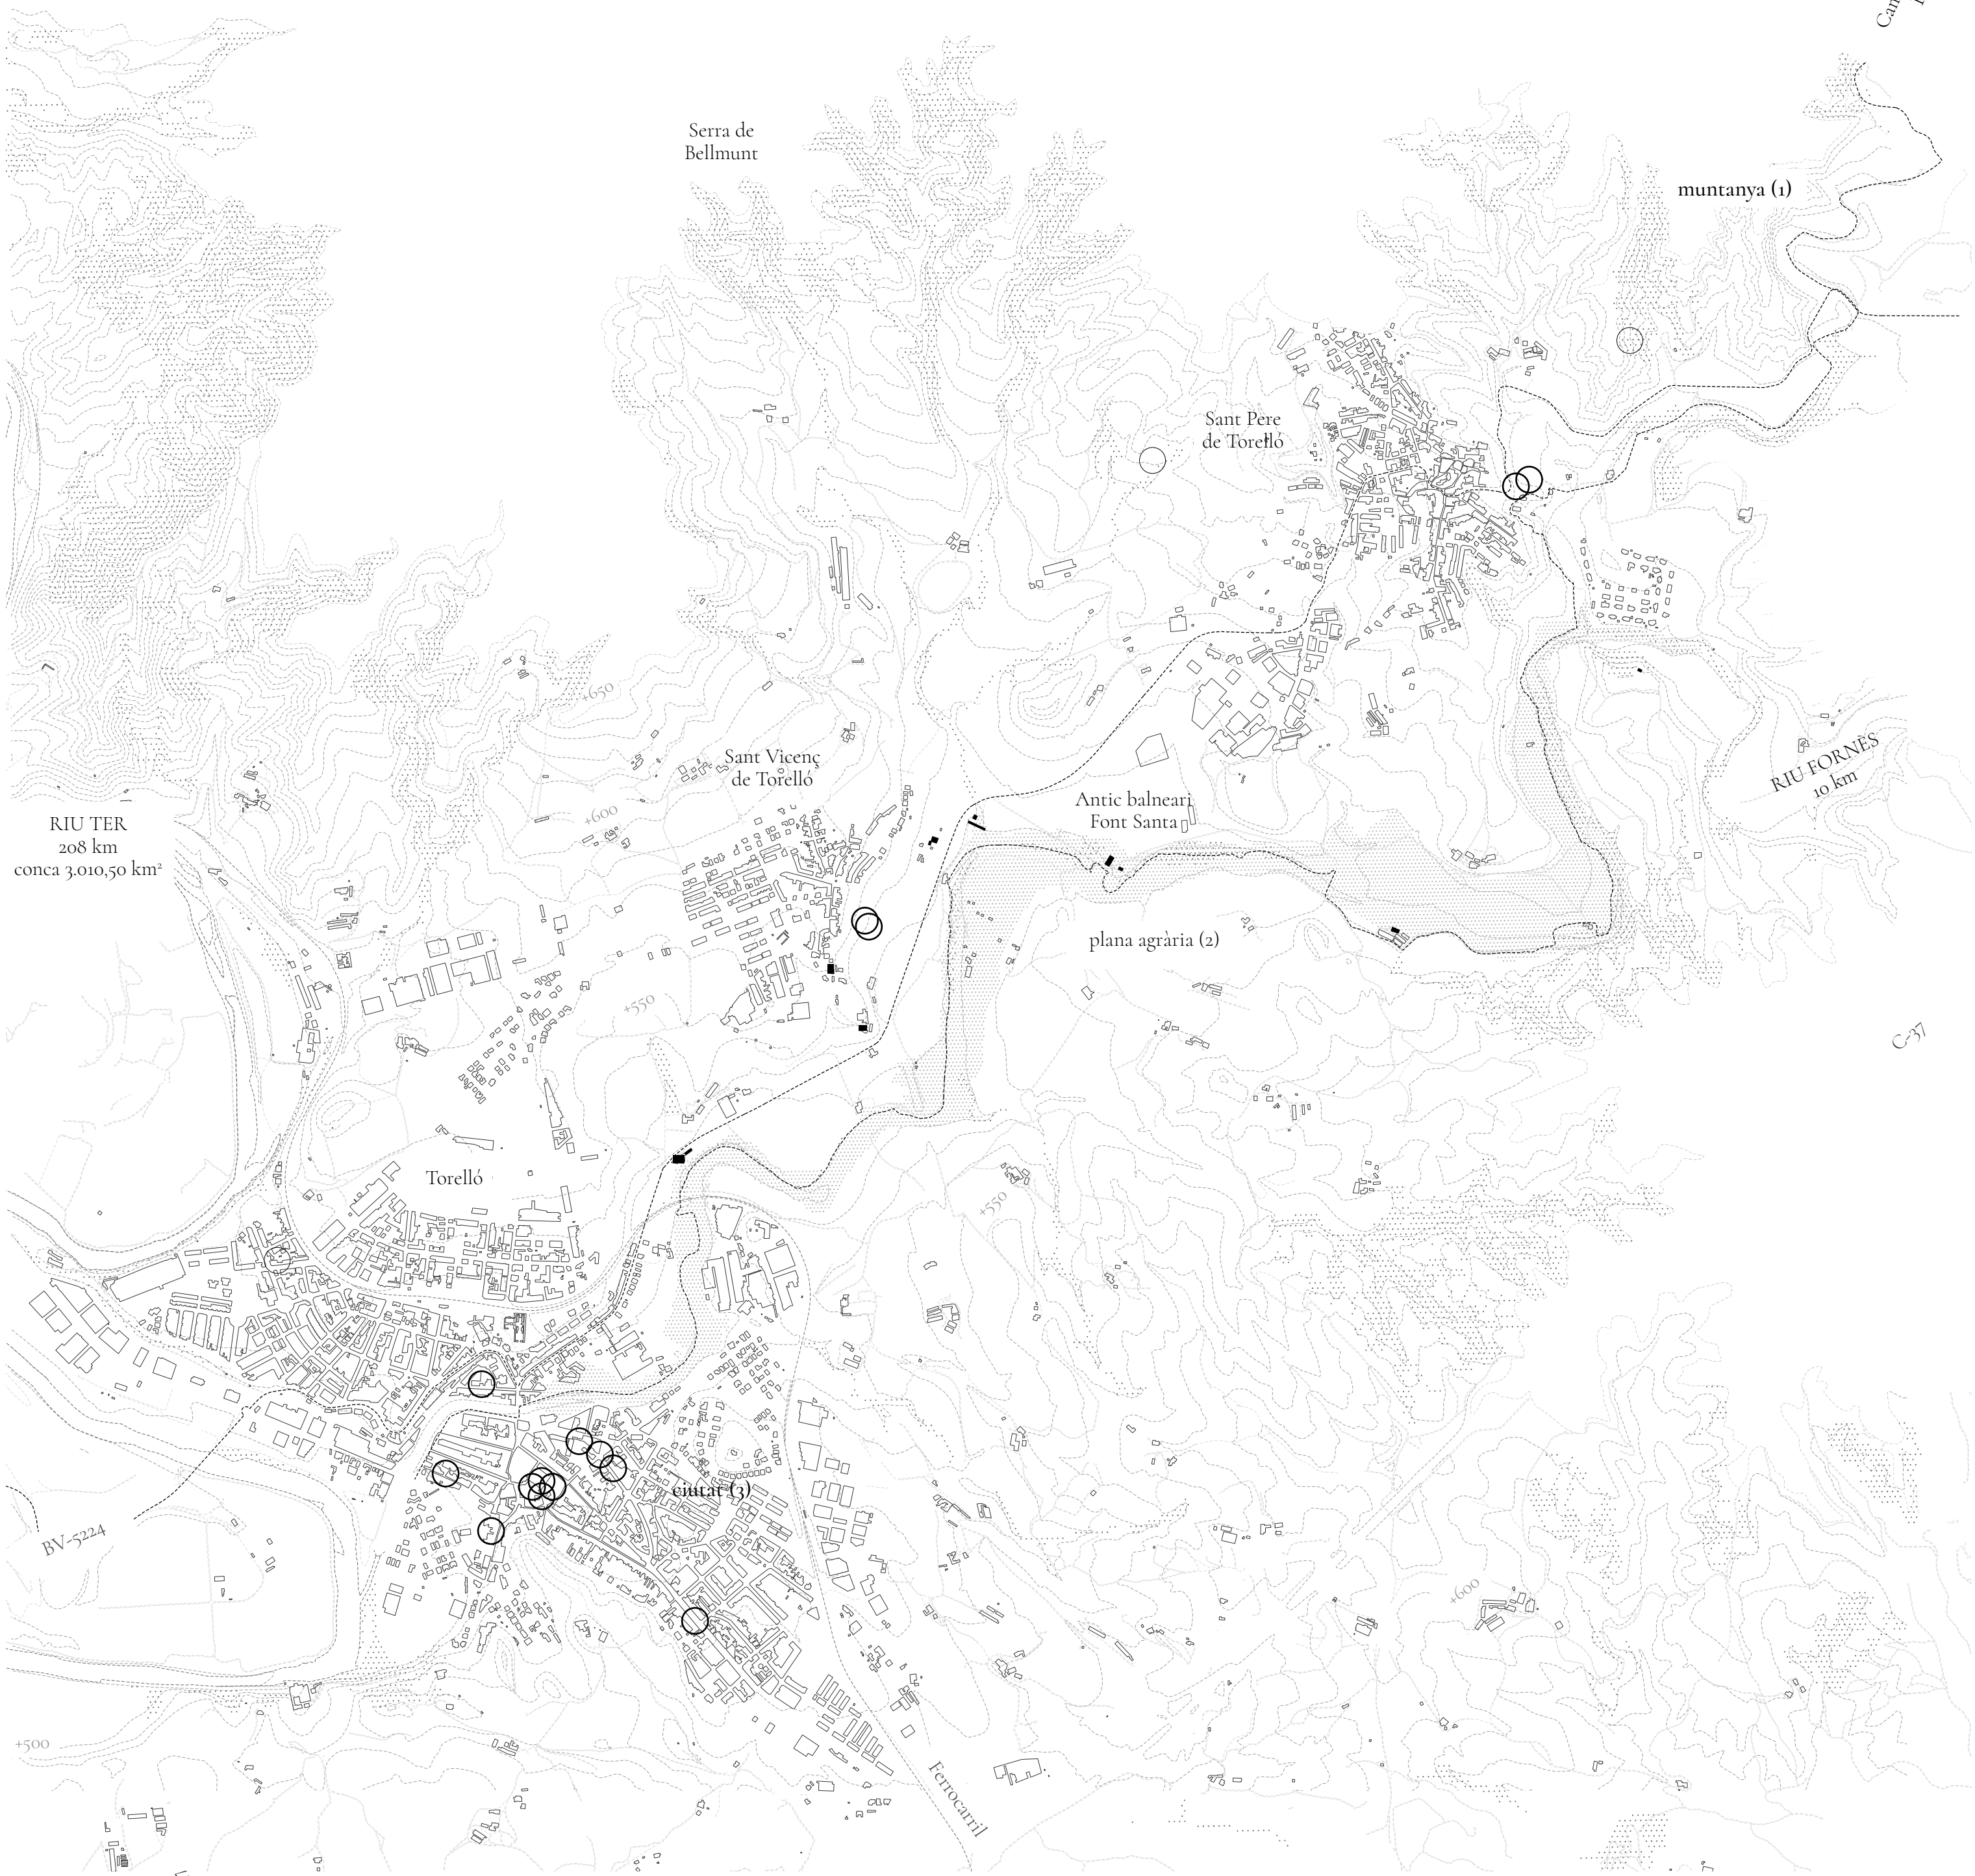 Can
Serra de
Bellmunt
muntanya (1)
Sant Pere
de Torelló
+650
Sant Vicenç
de Torelló
RIU FORNÈS
10 km
Antic balneari
Font Santa
+600
RIU TER
208 km
conca 3.010,50 km²
plana agrària (2)
+550
C-37
Torelló
+550
ciutat (3)
BV-5224
+600
+500
Ferrocarril